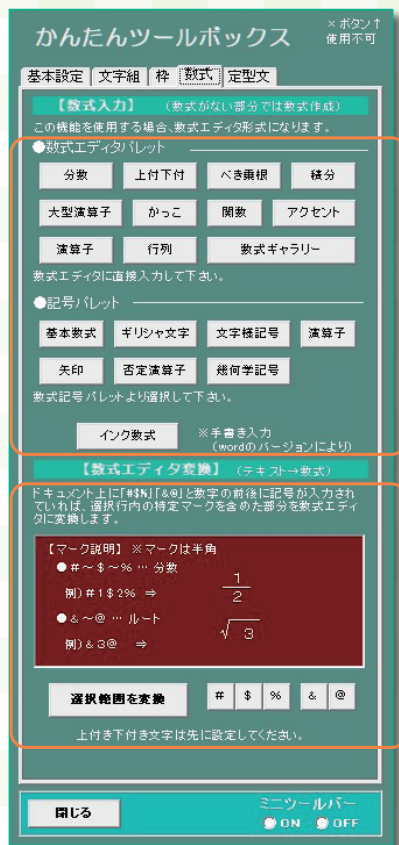 かんたんツールボックス
×ボタン↑
使用不可
基本設定 文字組 枠 数式 定型文
【数式入力】 (数式がない部分では数式作成)
この機能を使用する場合、数式エディタ形式になります。
●数式エディタパレット
分数 上付下付 べき乗根 積分
大型演算子 かっこ 関数 アクセント
演算子 行列 数式ギャラリー
数式エディタに直接入力して下さい。
●記号パレット
基本数式 ギリシャ文字 文字様記号 演算子
矢印 否定演算子 幾何学記号
数式記号パレットより選択して下さい。
インク数式 ※手書き入力
(wordのバージョンにより)
【数式エディタ変換】 (テキスト→数式)
ドキュメント上に「#$%」「&@」と数字の前後に記号が入力され
ていれば、選択行内の特定マークを含めた部分を数式エディ
タに変換します。
【マーク説明】 ※マークは半角
●#～$～% … 分数
例) #1$2% ⇒ 1/2
●&～@ … ルート
例) &3@ ⇒ √3
選択範囲を変換 # $ % & @
上付き下付き文字は先に設定してください。
閉じる
ミニツールバー
ON OFF